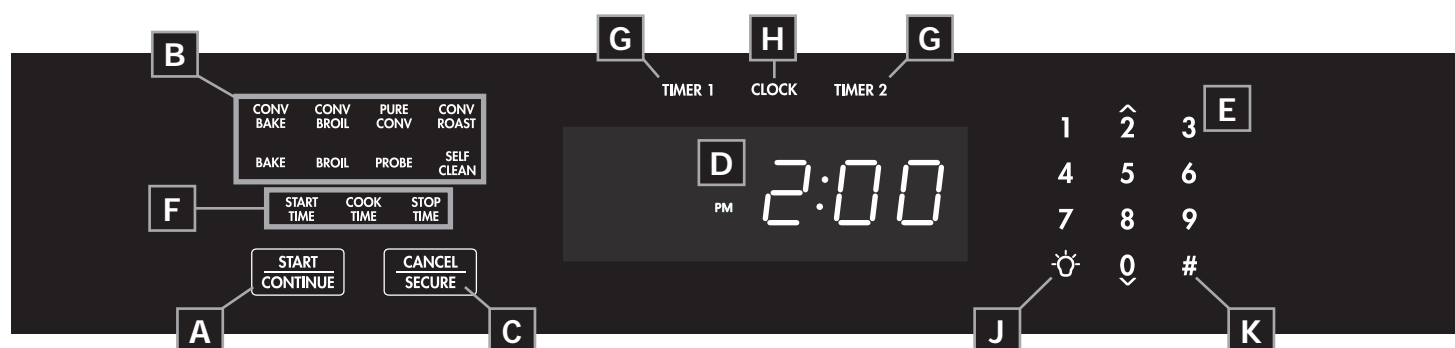 G H G
B
TIMER 1 CLOCK TIMER 2
CONV CONV PURE CONV
BAKE BROIL CONV ROAST
BAKE BROIL PROBE SELF
CLEAN
F
START COOK STOP
TIME TIME TIME
START CANCEL
CONTINUE SECURE
A C
D
PM 2:00
E
1 2 3
4 5 6
7 8 9
0 #
J K